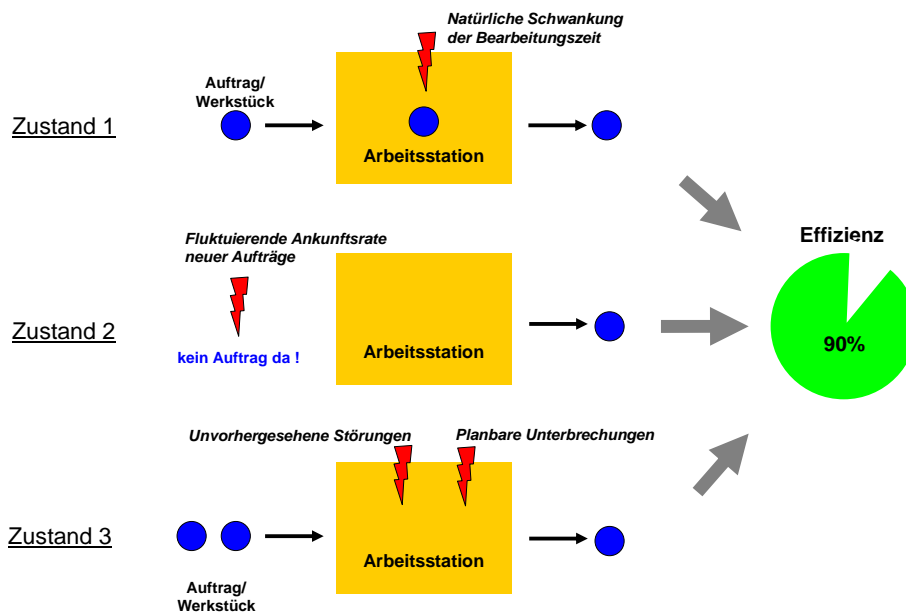 Natürliche Schwankung
der Bearbeitungszeit
Auftrag/
Werkstück
Zustand 1
Arbeitsstation
Fluktuierende Ankunftsrate
neuer Aufträge
Effizienz
Zustand 2
kein Auftrag da !
Arbeitsstation
90%
Unvorhergesehene Störungen
Planbare Unterbrechungen
Zustand 3
Arbeitsstation
Auftrag/
Werkstück